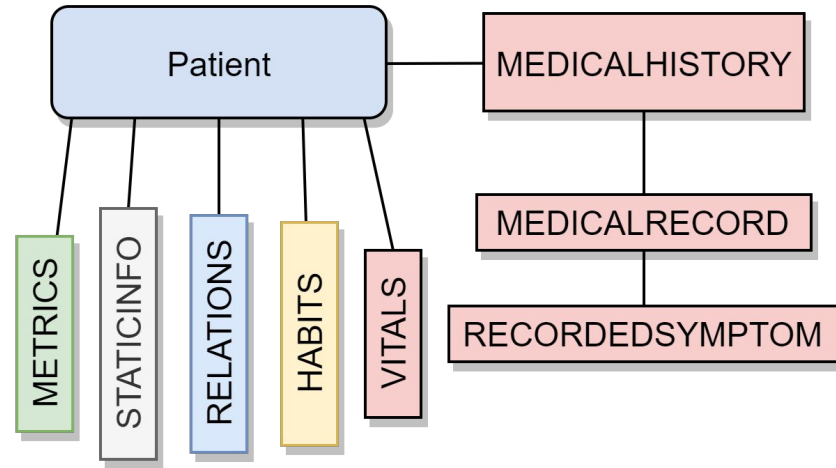 Patient
MEDICALHISTORY
MEDICALRECORD
RECORDEDSYMPTOM
METRICS
STATICINFO
RELATIONS
HABITS
VITALS